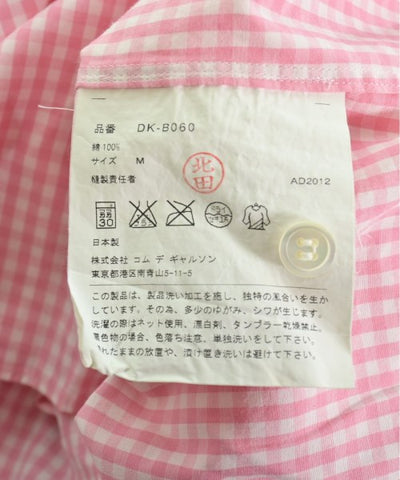 品番 DK-B060
綿 100%
サイズ M
縫製責任者 北田 AD2012
30
日本製
株式会社 コム デ ギャルソン
東京都港区南青山5-11-5
この製品は、製品洗い加工を施し、独特の風合いを生か
しています。その為、多少のゆがみ、シワが生じます。
洗濯の際はネット使用、漂白剤、タンブラー乾燥禁止、
色物の場合、色落ち注意、単独洗いをして下さい。
れたままの放置や、漬け置き洗いは避けて下さい。